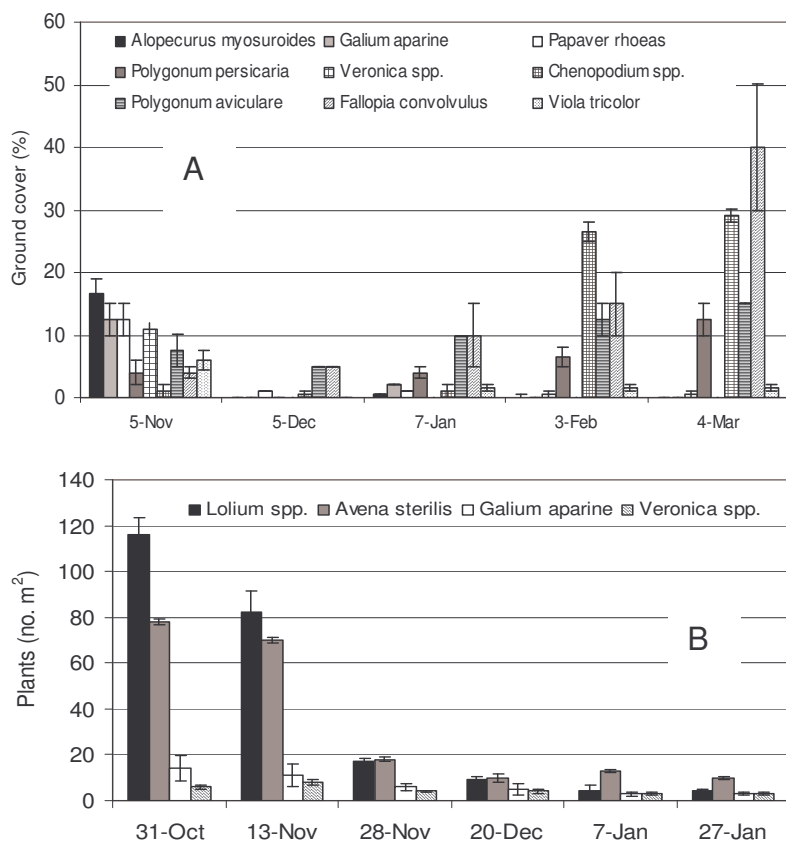 60
Alopecurus myosuroides Galium aparine Papaver rhoeas
Polygonum persicaria Veronica spp. Chenopodium spp.
50
Polygonum aviculare Fallopia convolvulus Viola tricolor
40
A
30
20
10
0
Ground cover (%)
5-Nov 5-Dec 7-Jan 3-Feb 4-Mar
140
Lolium spp. Avena sterilis Galium aparine Veronica spp.
120
100
80
B
60
40
20
0
Plants (no. m²)
31-Oct 13-Nov 28-Nov 20-Dec 7-Jan 27-Jan